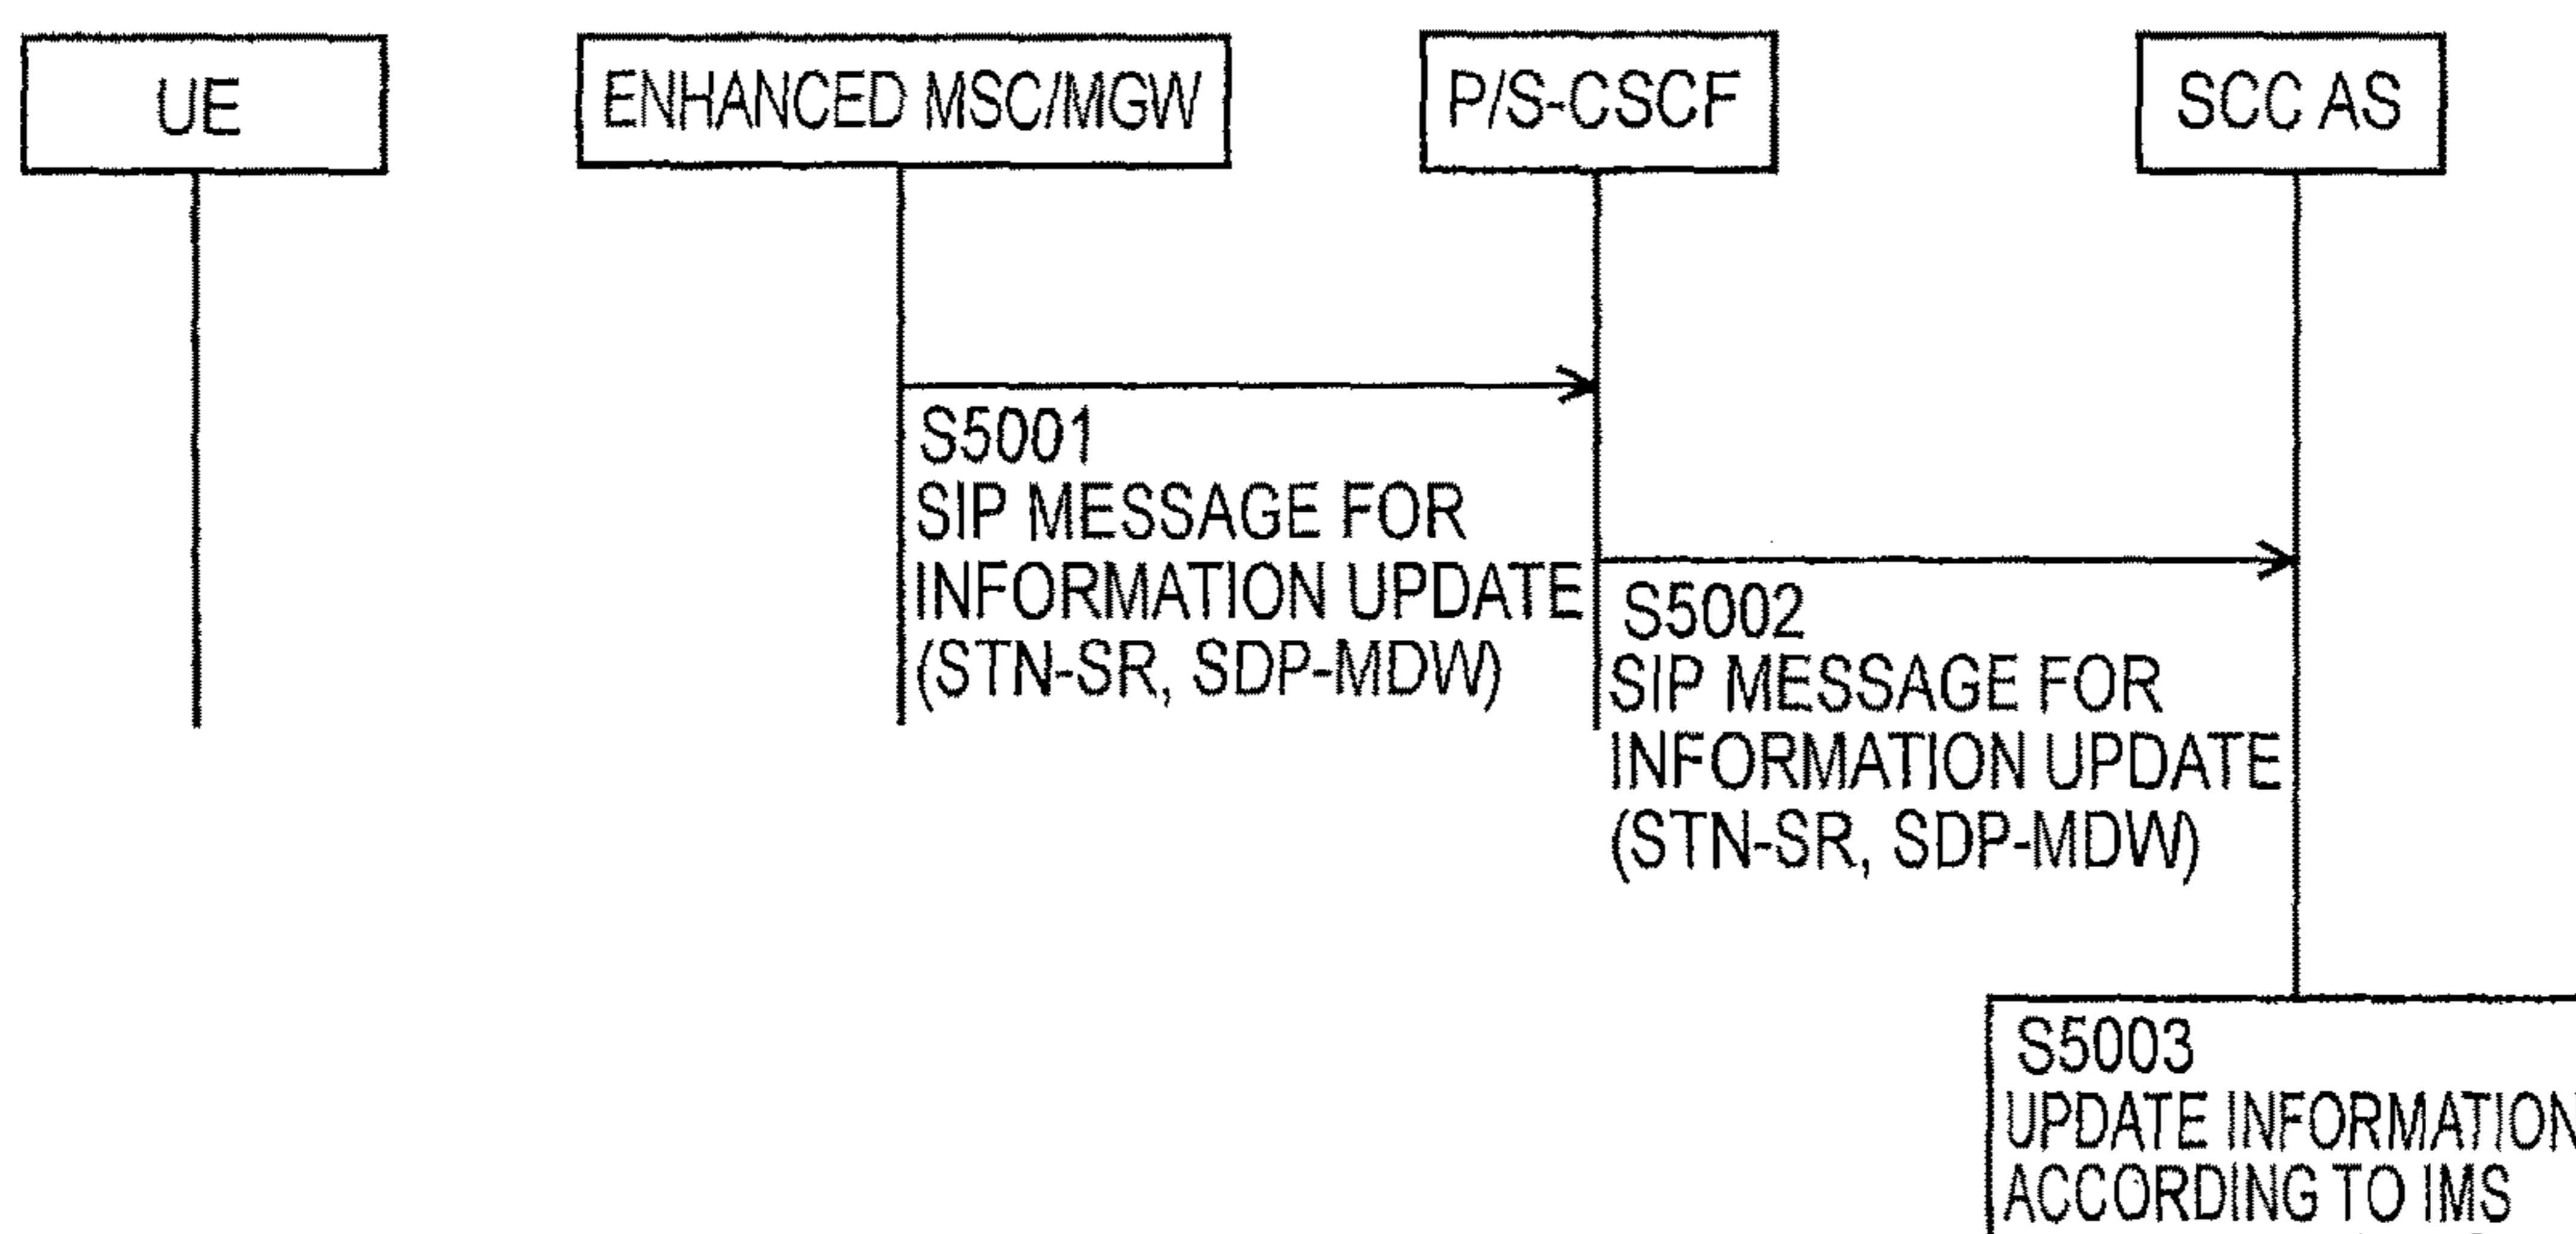 UE
ENHANCED MSC/MGW
P/S-CSCF
SCC AS
S5001
SIP MESSAGE FOR
INFORMATION UPDATE
(STN-SR, SDP-MDW)
S5002
SIP MESSAGE FOR
INFORMATION UPDATE
(STN-SR, SDP-MDW)
S5003
UPDATE INFORMATION
ACCORDING TO IMS